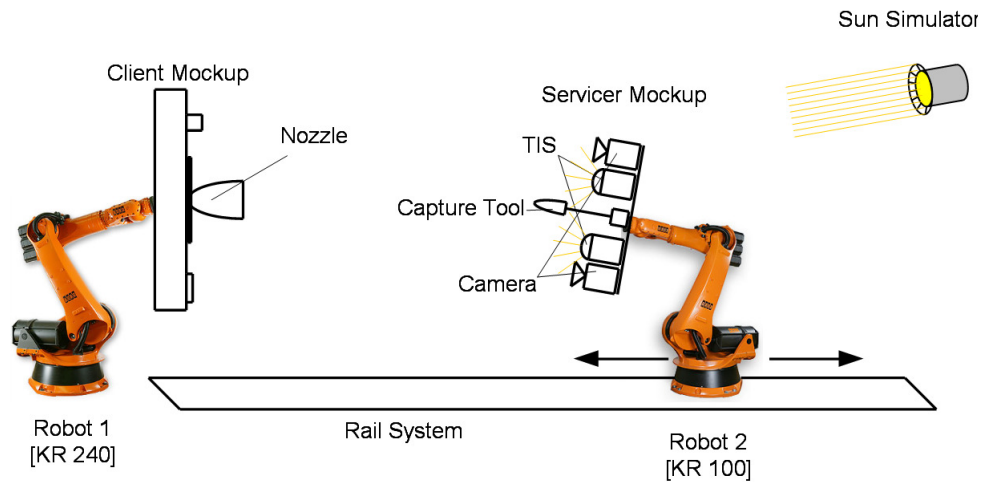 Sun Simulator
Client Mockup
Servicer Mockup
Nozzle
TIS
Capture Tool
Camera
Robot 1
[KR 240]
Rail System
Robot 2
[KR 100]